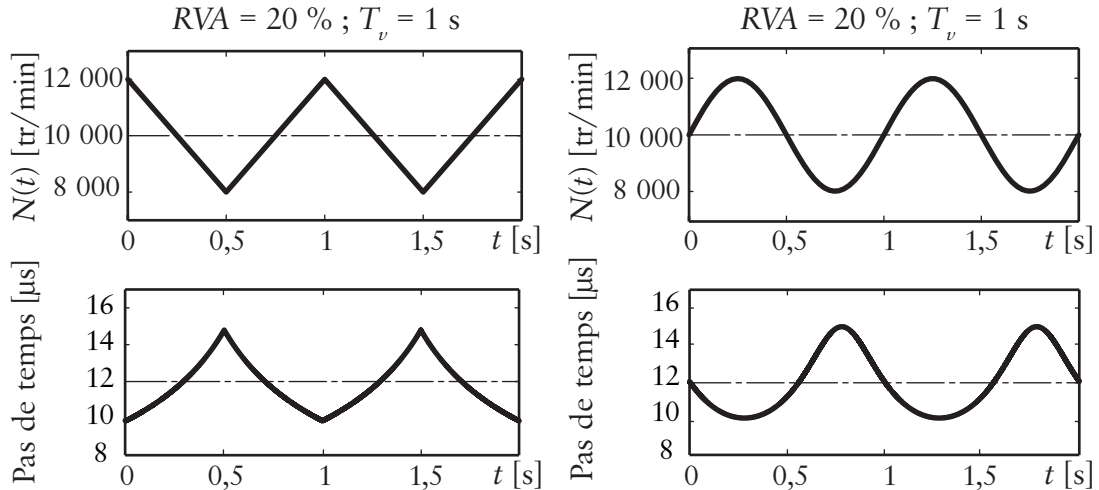 RVA = 20 % ; Tᵥ = 1 s
N(t) [tr/min]
12 000
10 000
8 000
0 0,5 1 1,5 t [s]
Pas de temps [µs]
16
14
12
10
8
0 0,5 1 1,5 t [s]
RVA = 20 % ; Tᵥ = 1 s
N(t) [tr/min]
12 000
10 000
8 000
0 0,5 1 1,5 t [s]
Pas de temps [µs]
16
14
12
10
8
0 0,5 1 1,5 t [s]